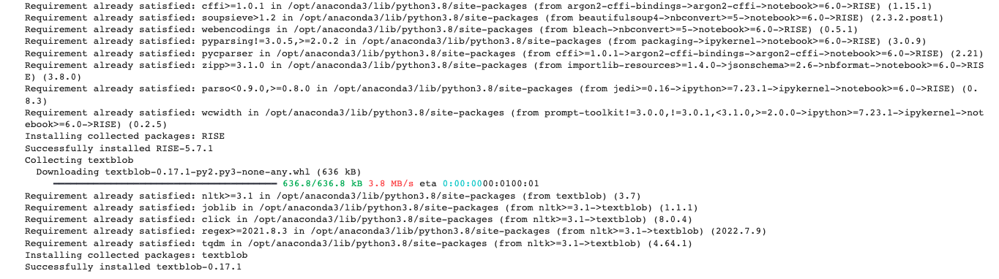 Requirement already satisfied: cffi>=1.0.1 in /opt/anaconda3/lib/python3.8/site-packages (from argon2-cffi-bindings->argon2-cffi->notebook>=6.0->RISE) (1.15.1)
Requirement already satisfied: soupsieve>1.2 in /opt/anaconda3/lib/python3.8/site-packages (from beautifulsoup4->nbconvert>=5->notebook>=6.0->RISE) (2.3.2.post1)
Requirement already satisfied: webencodings in /opt/anaconda3/lib/python3.8/site-packages (from bleach->nbconvert>=5->notebook>=6.0->RISE) (0.5.1)
Requirement already satisfied: pyparsing!=3.0.5,>=2.0.2 in /opt/anaconda3/lib/python3.8/site-packages (from packaging->ipykernel->notebook>=6.0->RISE) (3.0.9)
Requirement already satisfied: pycparser in /opt/anaconda3/lib/python3.8/site-packages (from cffi>=1.0.1->argon2-cffi-bindings->argon2-cffi->notebook>=6.0->RISE) (2.21)
Requirement already satisfied: zipp>=3.1.0 in /opt/anaconda3/lib/python3.8/site-packages (from importlib-resources>=1.4.0->jsonschema>=2.6->nbformat->notebook>=6.0->RIS
E) (3.8.0)
Requirement already satisfied: parso<0.9.0,>=0.8.0 in /opt/anaconda3/lib/python3.8/site-packages (from jedi>=0.16->ipython>=7.23.1->ipykernel->notebook>=6.0->RISE) (0.
8.3)
Requirement already satisfied: wcwidth in /opt/anaconda3/lib/python3.8/site-packages (from prompt-toolkit!=3.0.0,!=3.0.1,<3.1.0,>=2.0.0->ipython>=7.23.1->ipykernel->not
ebook>=6.0->RISE) (0.2.5)
Installing collected packages: RISE
Successfully installed RISE-5.7.1
Collecting textblob
Downloading textblob-0.17.1-py2.py3-none-any.whl (636 kB)
636.8/636.8 kB 3.8 MB/s eta 0:00:0000:0100:01
Requirement already satisfied: nltk>=3.1 in /opt/anaconda3/lib/python3.8/site-packages (from textblob) (3.7)
Requirement already satisfied: joblib in /opt/anaconda3/lib/python3.8/site-packages (from nltk>=3.1->textblob) (1.1.1)
Requirement already satisfied: click in /opt/anaconda3/lib/python3.8/site-packages (from nltk>=3.1->textblob) (8.0.4)
Requirement already satisfied: regex>=2021.8.3 in /opt/anaconda3/lib/python3.8/site-packages (from nltk>=3.1->textblob) (2022.7.9)
Requirement already satisfied: tqdm in /opt/anaconda3/lib/python3.8/site-packages (from nltk>=3.1->textblob) (4.64.1)
Installing collected packages: textblob
Successfully installed textblob-0.17.1